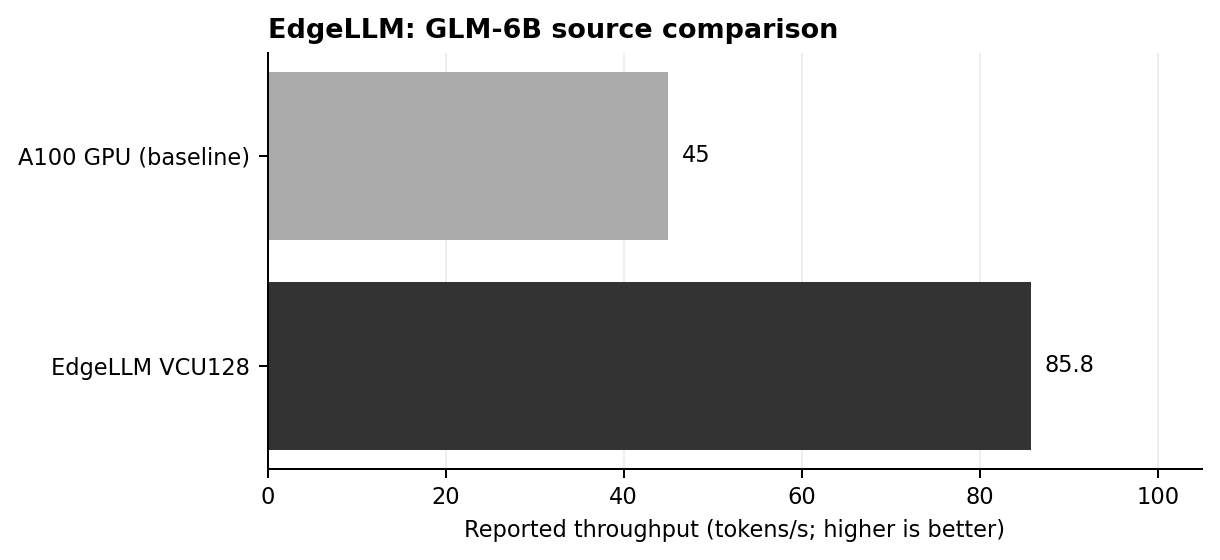 EdgeLLM: GLM-6B source comparison
A100 GPU (baseline)
45
EdgeLLM VCU128
85.8
0 20 40 60 80 100
Reported throughput (tokens/s; higher is better)